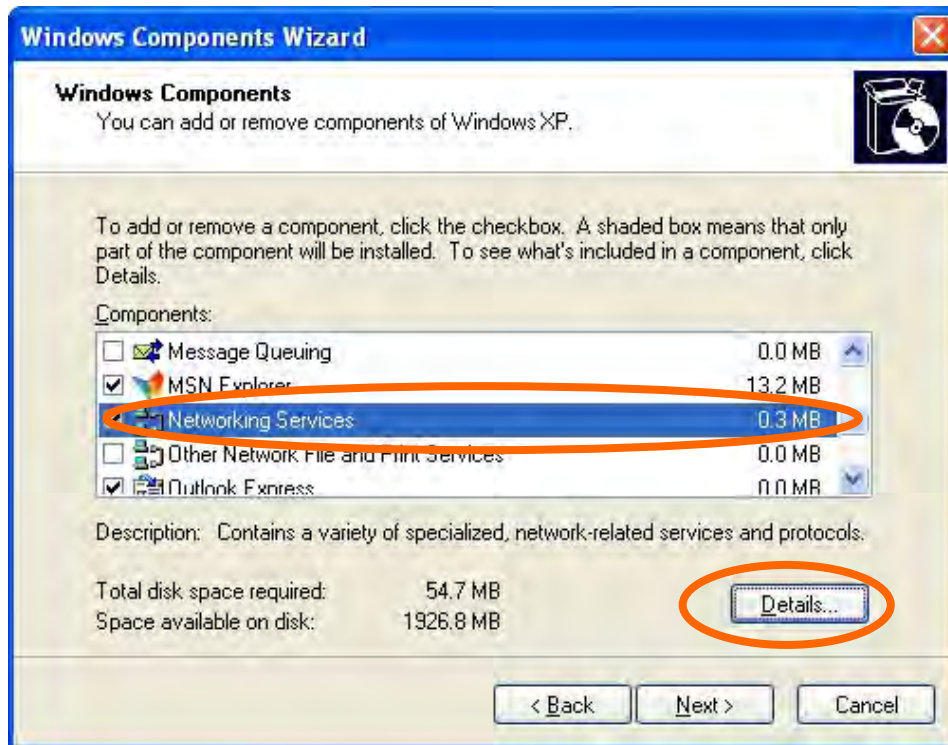 Windows Components Wizard
Windows Components
You can add or remove components of Windows XP.
To add or remove a component, click the checkbox. A shaded box means that only
part of the component will be installed. To see what's included in a component, click
Details.
Components:
Message Queuing 0.0 MB
MSN Explorer 13.2 MB
Networking Services 0.3 MB
Other Network File and Print Services 0.0 MB
Outlook Express 0.0 MB
Description: Contains a variety of specialized, network-related services and protocols.
Total disk space required: 54.7 MB
Space available on disk: 1926.8 MB
Details...
< Back Next > Cancel